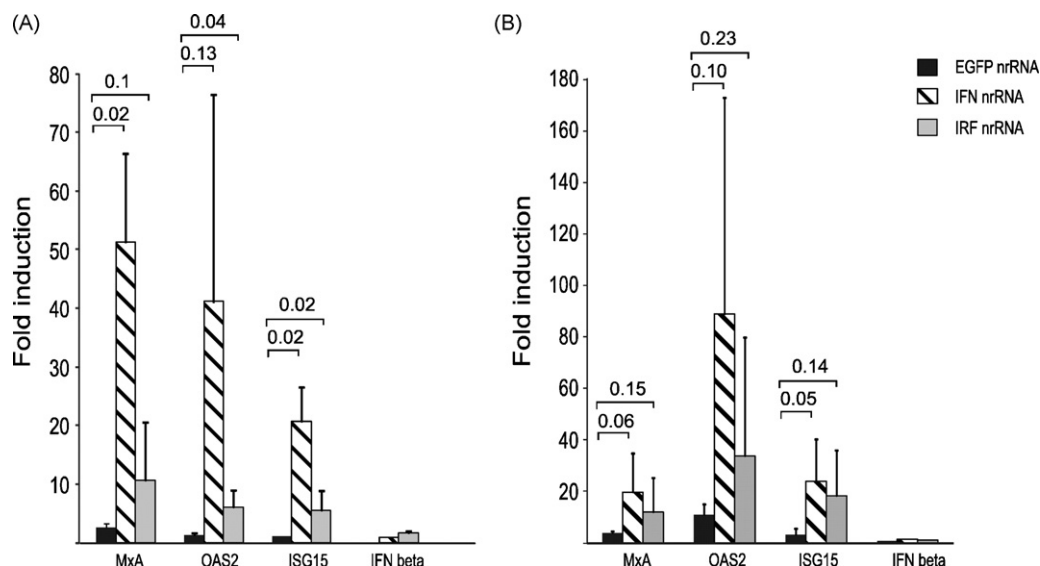 (A)
0.04
0.13
0.1
0.02
0.02
0.02
80
70
60
50
40
30
20
10
Fold induction
MxA
OAS2
ISG15
IFN beta
(B)
0.23
0.10
0.15
0.06
0.14
0.05
180
160
140
120
100
80
60
40
20
Fold induction
MxA
OAS2
ISG15
IFN beta
EGFP nrRNA
IFN nrRNA
IRF nrRNA